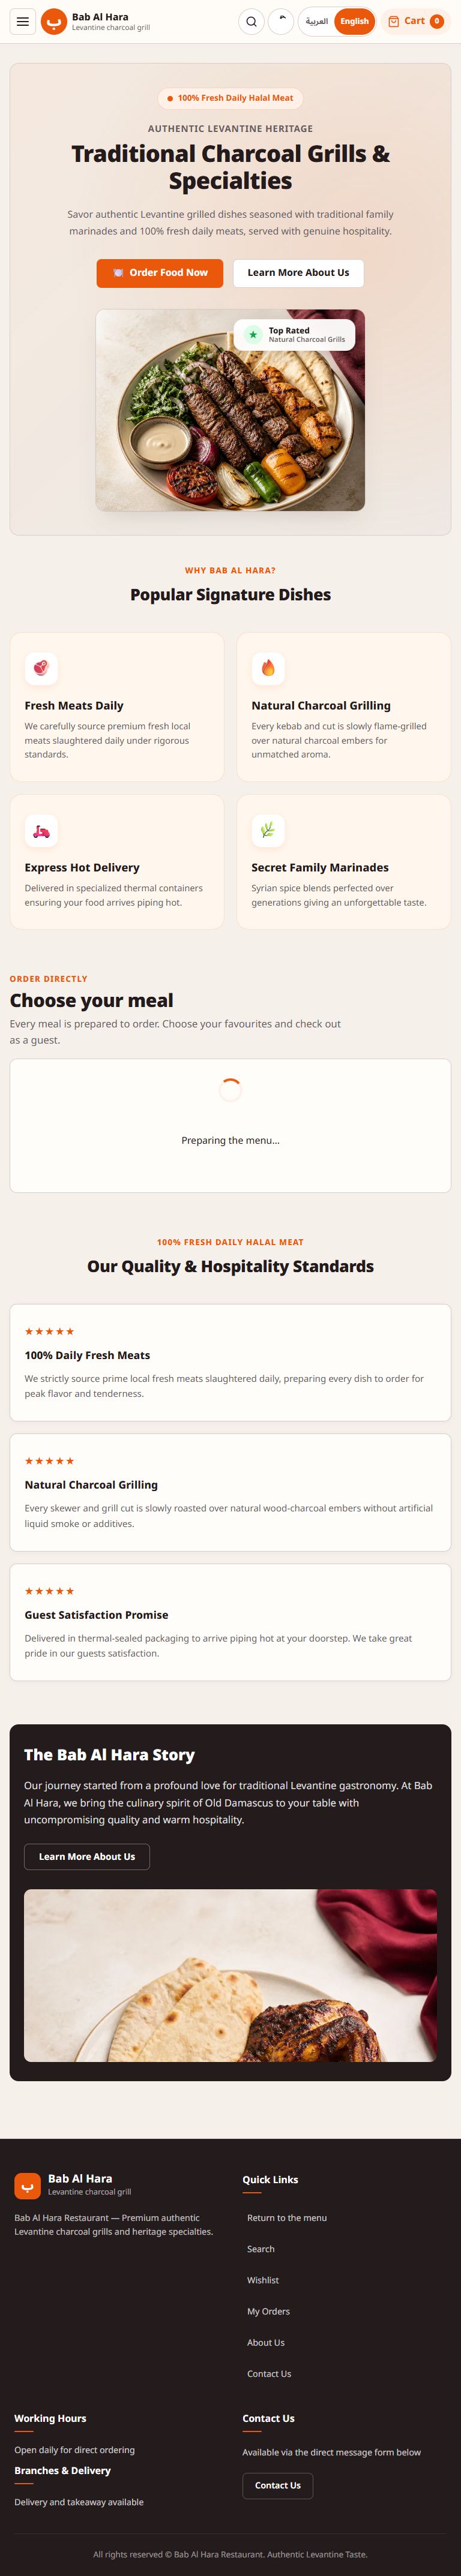 ب
Bab Al Hara
Levantine charcoal grill
العربية
English
Cart
0
100% Fresh Daily Halal Meat
AUTHENTIC LEVANTINE HERITAGE
Traditional Charcoal Grills &
Specialties
Savor authentic Levantine grilled dishes seasoned with traditional family
marinades and 100% fresh daily meats, served with genuine hospitality.
Order Food Now
Learn More About Us
Top Rated
Natural Charcoal Grills
WHY BAB AL HARA?
Popular Signature Dishes
Fresh Meats Daily
We carefully source premium fresh local
meats slaughtered daily under rigorous
standards.
Natural Charcoal Grilling
Every kebab and cut is slowly flame-grilled
over natural charcoal embers for
unmatched aroma.
Express Hot Delivery
Delivered in specialized thermal containers
ensuring your food arrives piping hot.
Secret Family Marinades
Syrian spice blends perfected over
generations giving an unforgettable taste.
ORDER DIRECTLY
Choose your meal
Every meal is prepared to order. Choose your favourites and check out
as a guest.
Preparing the menu...
100% FRESH DAILY HALAL MEAT
Our Quality & Hospitality Standards
★★★★★
100% Daily Fresh Meats
We strictly source prime local fresh meats slaughtered daily, preparing every dish to order for
peak flavor and tenderness.
★★★★★
Natural Charcoal Grilling
Every skewer and grill cut is slowly roasted over natural wood-charcoal embers without artificial
liquid smoke or additives.
★★★★★
Guest Satisfaction Promise
Delivered in thermal-sealed packaging to arrive piping hot at your doorstep. We take great
pride in our guests satisfaction.
The Bab Al Hara Story
Our journey started from a profound love for traditional Levantine gastronomy. At Bab
Al Hara, we bring the culinary spirit of Old Damascus to your table with
uncompromising quality and warm hospitality.
Learn More About Us
ب
Bab Al Hara
Levantine charcoal grill
Bab Al Hara Restaurant — Premium authentic
Levantine charcoal grills and heritage specialties.
Quick Links
Return to the menu
Search
Wishlist
My Orders
About Us
Contact Us
Working Hours
Open daily for direct ordering
Branches & Delivery
Delivery and takeaway available
Contact Us
Available via the direct message form below
Contact Us
All rights reserved © Bab Al Hara Restaurant. Authentic Levantine Taste.